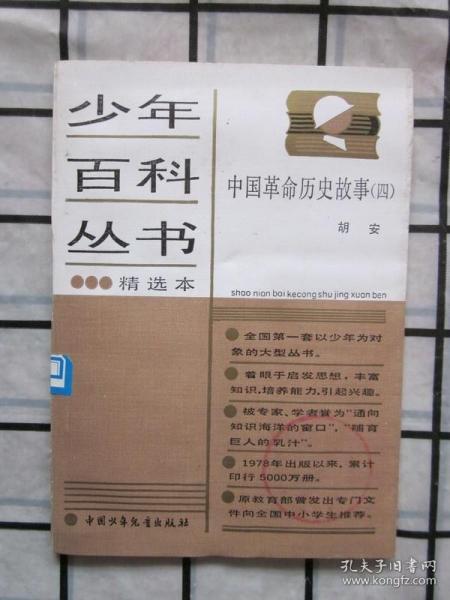 少年
百科
丛书
精选本
中国革命历史故事(四)
胡 安
shao nian bai kecong shu jing xuan ben
全国第一套以少年为对
象的大型丛书。
着眼于启发思想，丰富
知识，培养能力，引起兴趣。
被专家、学者誉为“通向
知识海洋的窗口”，“哺育
巨人的乳汁”。
1978年出版以来，累计
印行5000万册。
原教育部曾发出专门文
件向全国中小学生推荐。
中国少年儿童出版社
孔夫子旧书网
www.kongfz.com